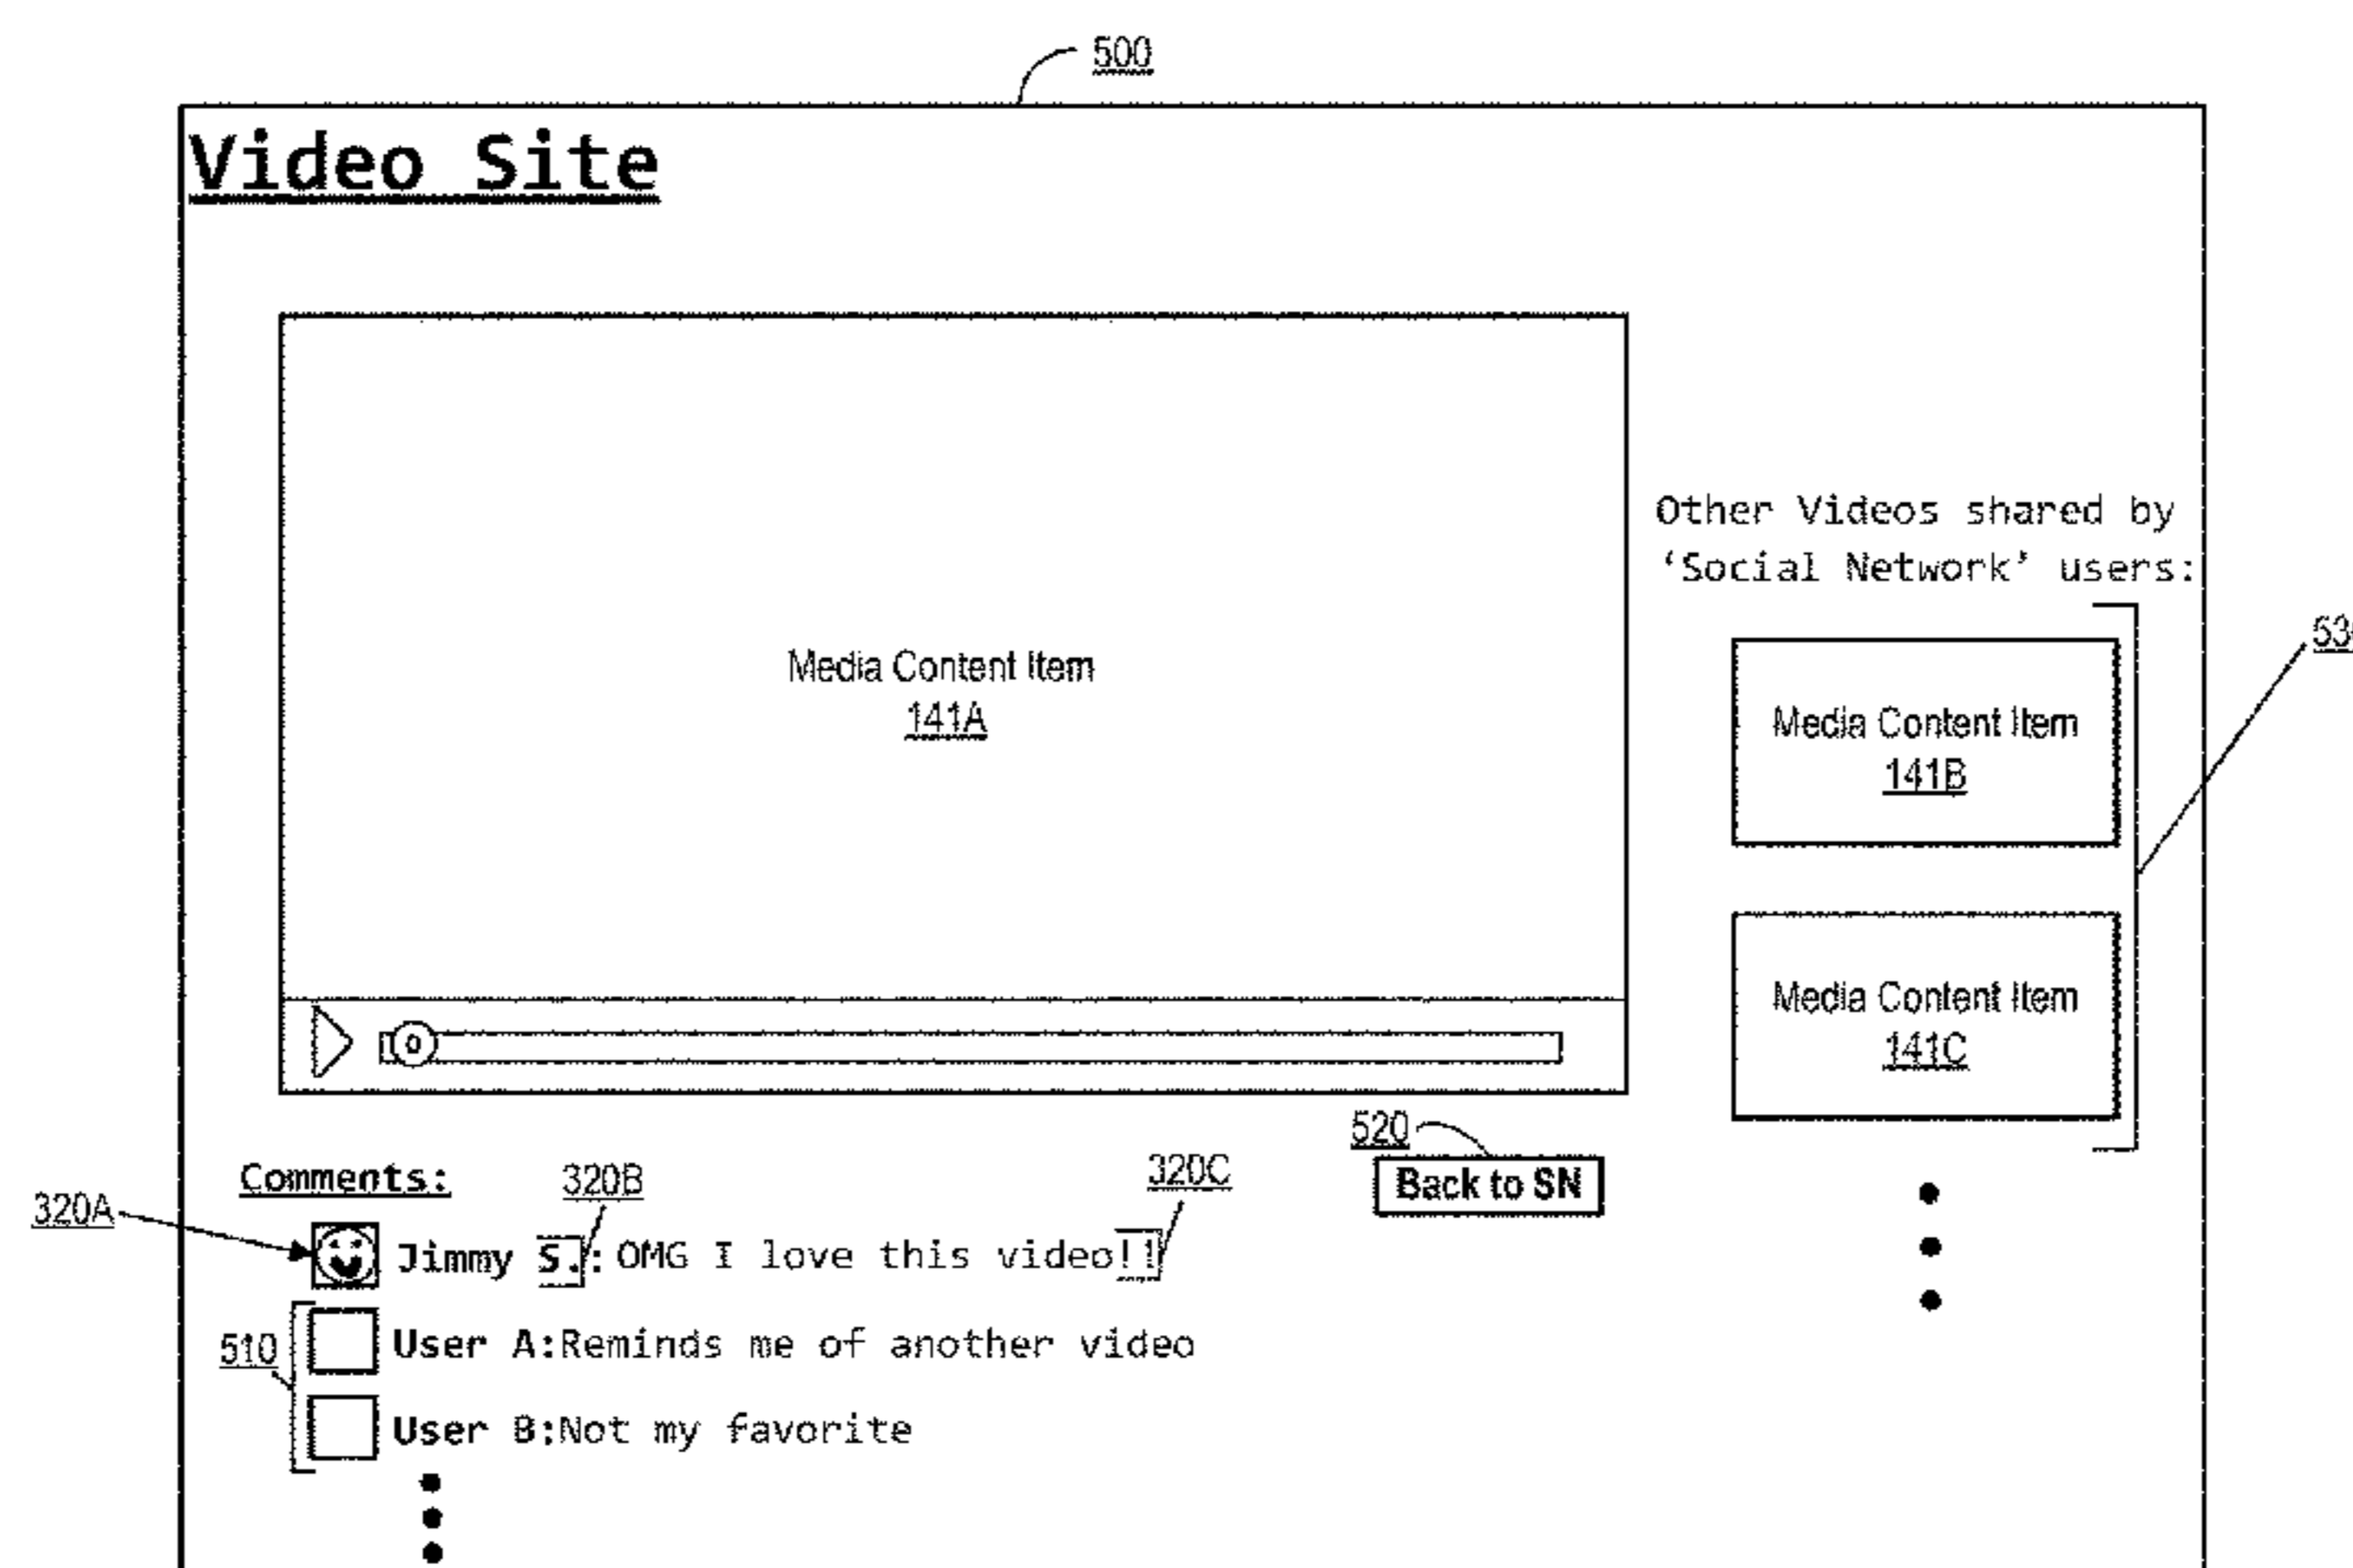 500
Video Site
Other Videos shared by
‘Social Network’ users:
Media Content Item
141A
Media Content Item
141B
Media Content Item
141C
520
Back to SN
Comments:
320B
320C
320A
Jimmy S.: OMG I love this video!!
510
User A:Reminds me of another video
User B:Not my favorite